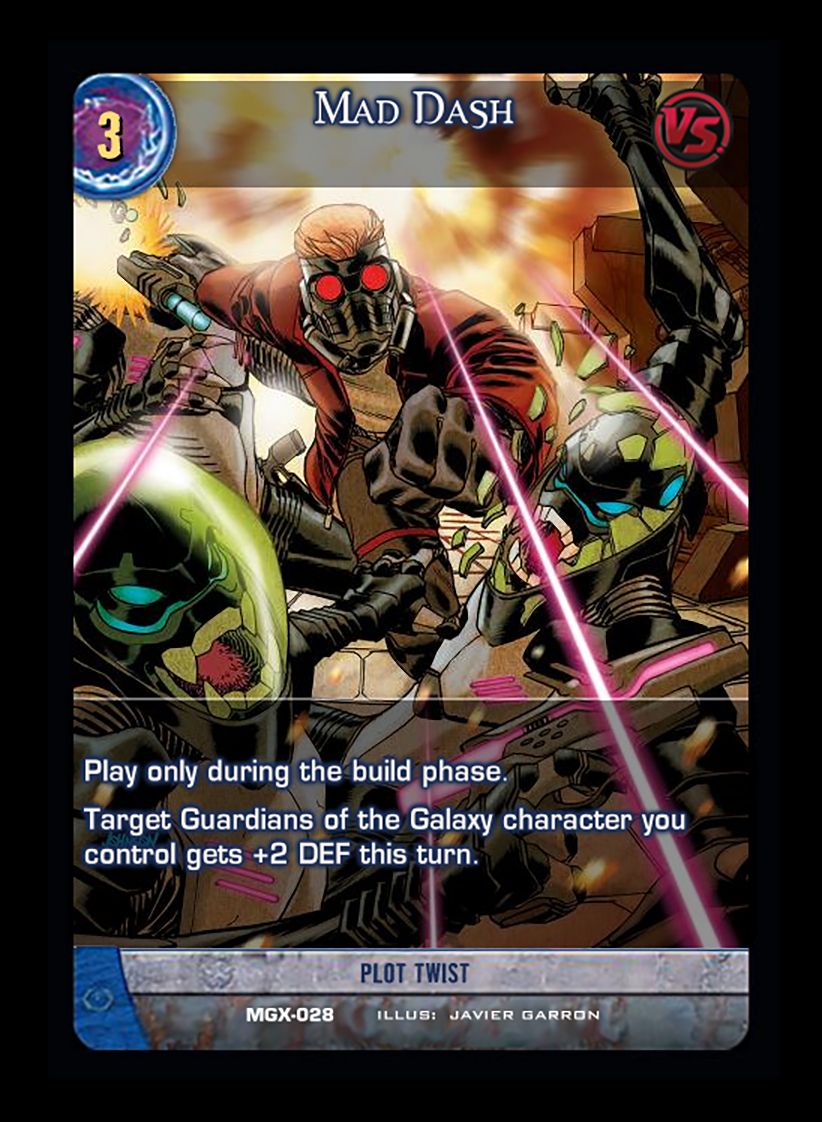 3
Mad Dash
VS.
Play only during the build phase.
Target Guardians of the Galaxy character you
control gets +2 DEF this turn.
PLOT TWIST
MGX-028 ILLUS: JAVIER GARRON